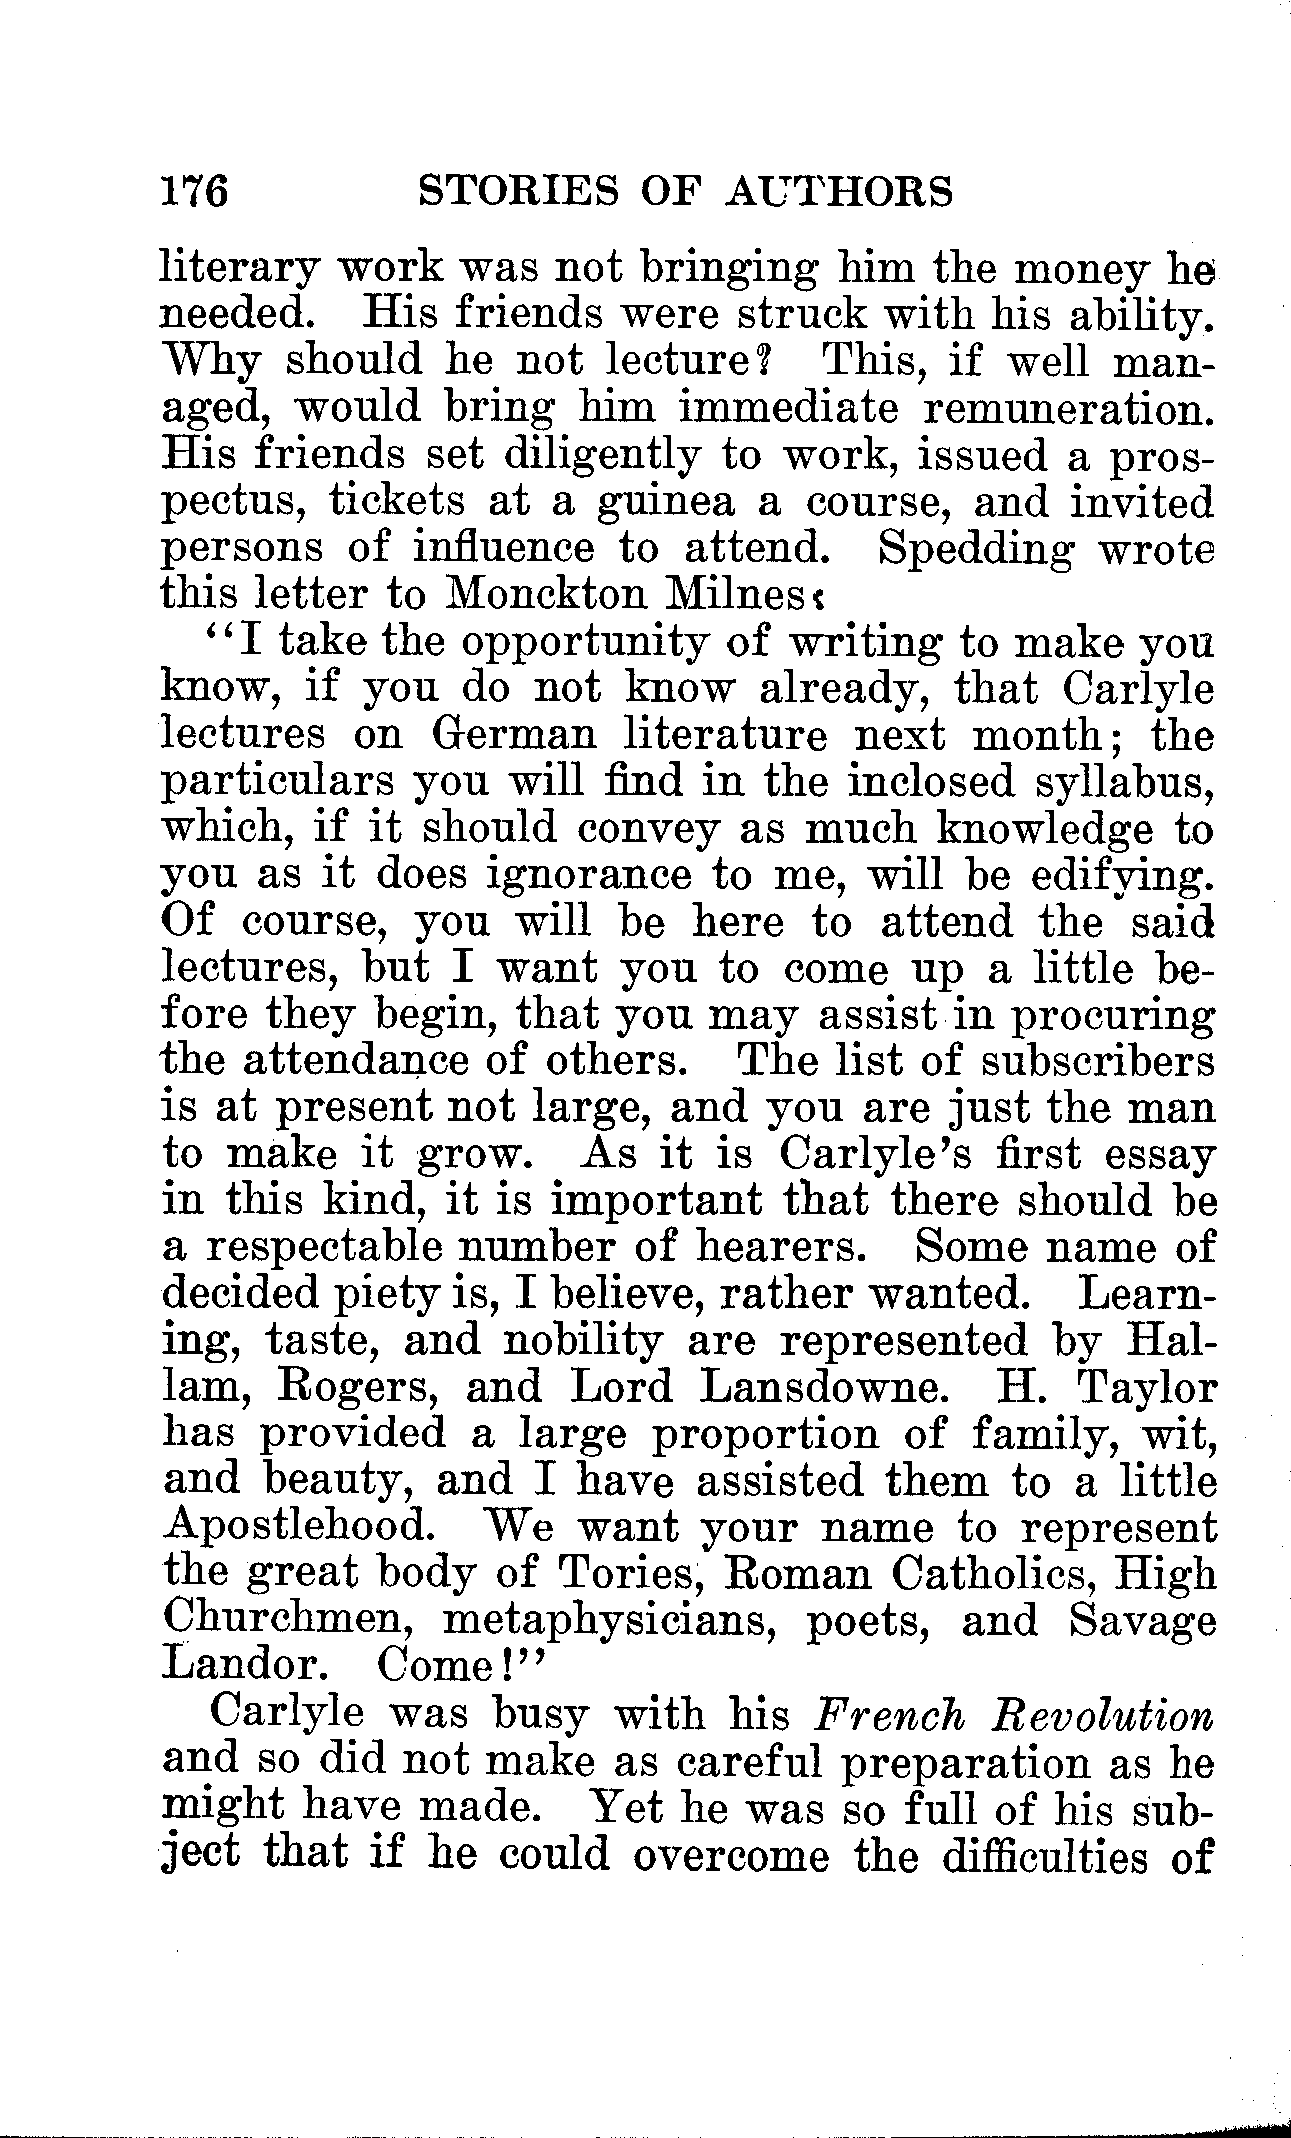 176 STORIES OF AUTHORS
literary work was not bringing him the money he
needed. His friends were struck with his ability.
Why should he not lecture? This, if well man-
aged, would bring him immediate remuneration.
His friends set diligently to work, issued a pros-
pectus, tickets at a guinea a course, and invited
persons of influence to attend. Spedding wrote
this letter to Monckton Milnes:
"I take the opportunity of writing to make you
know, if you do not know already, that Carlyle
lectures on German literature next month; the
particulars you will find in the inclosed syllabus,
which, if it should convey as much knowledge to
you as it does ignorance to me, will be edifying.
Of course, you will be here to attend the said
lectures, but I want you to come up a little be-
fore they begin, that you may assist in procuring
the attendance of others. The list of subscribers
is at present not large, and you are just the man
to make it grow. As it is Carlyle's first essay
in this kind, it is important that there should be
a respectable number of hearers. Some name of
decided piety is, I believe, rather wanted. Learn-
ing, taste, and nobility are represented by Hal-
lam, Rogers, and Lord Lansdowne. H. Taylor
has provided a large proportion of family, wit,
and beauty, and I have assisted them to a little
Apostlehood. We want your name to represent
the great body of Tories, Roman Catholics, High
Churchmen, metaphysicians, poets, and Savage
Landor. Come!"
Carlyle was busy with his French Revolution
and so did not make as careful preparation as he
might have made. Yet he was so full of his sub-
ject that if he could overcome the difficulties of